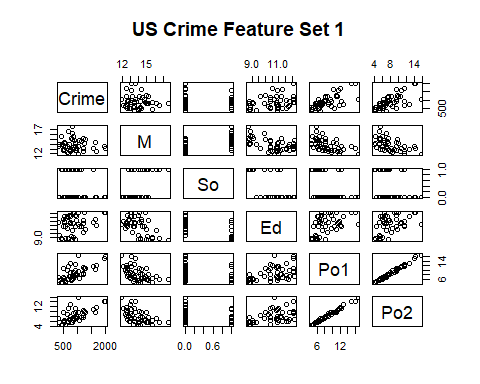 US Crime Feature Set 1
12 15 9.0 11.0 4 8 14
Crime 500
12 17 M
So 0.0 1.0
9.0 Ed
Po1 6 14
4 12 Po2
500 2000 0.0 0.6 6 12